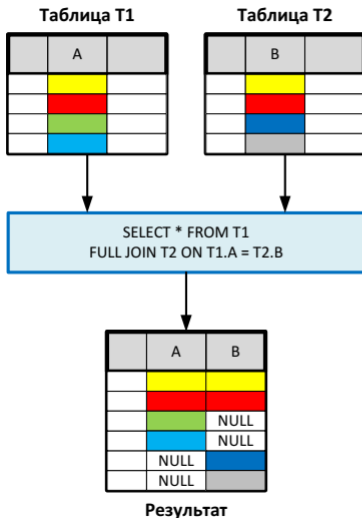 Таблица T1
Таблица T2
A
B
SELECT * FROM T1
FULL JOIN T2 ON T1.A = T2.B
A B
NULL
NULL
NULL
NULL
Результат